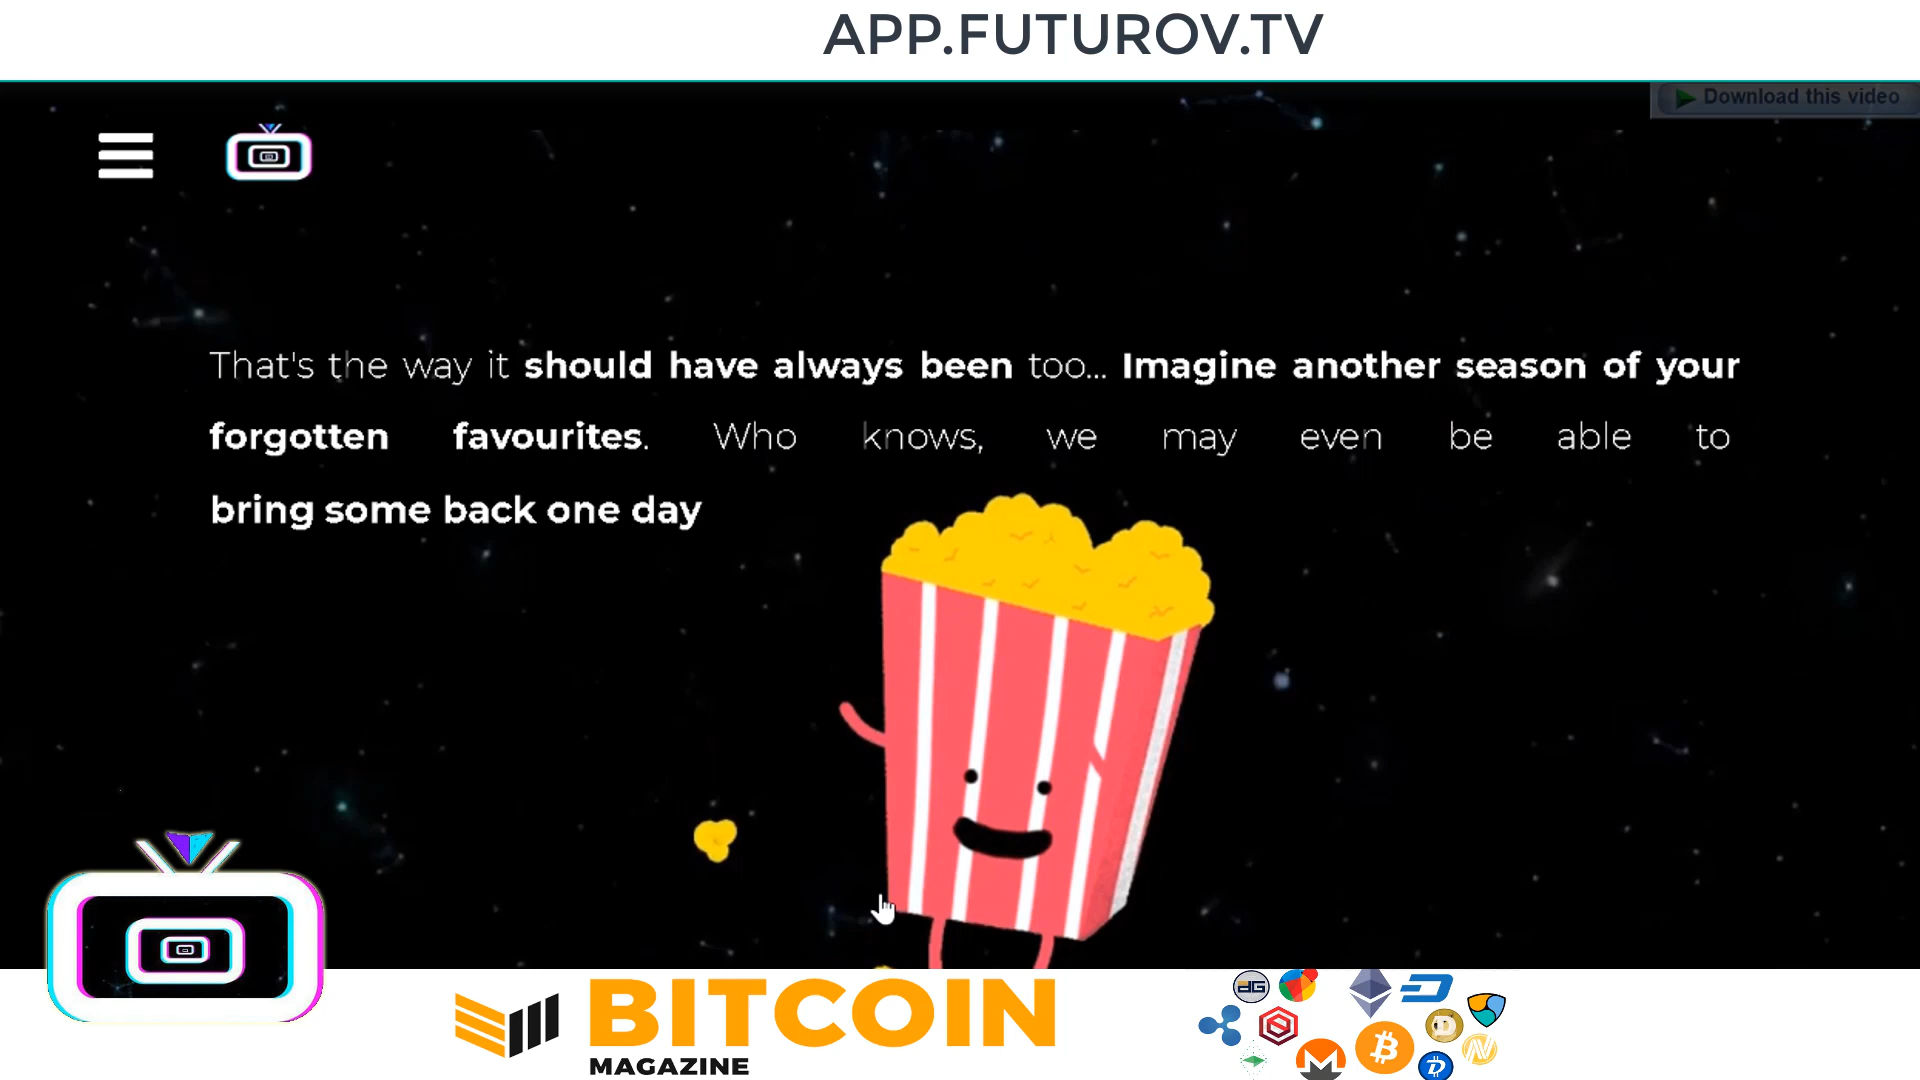 APP.FUTUROV.TV
Download this video
That's the way it should have always been too... Imagine another season of your
forgotten favourites. Who knows, we may even be able to
bring some back one day
BITCOIN
MAGAZINE